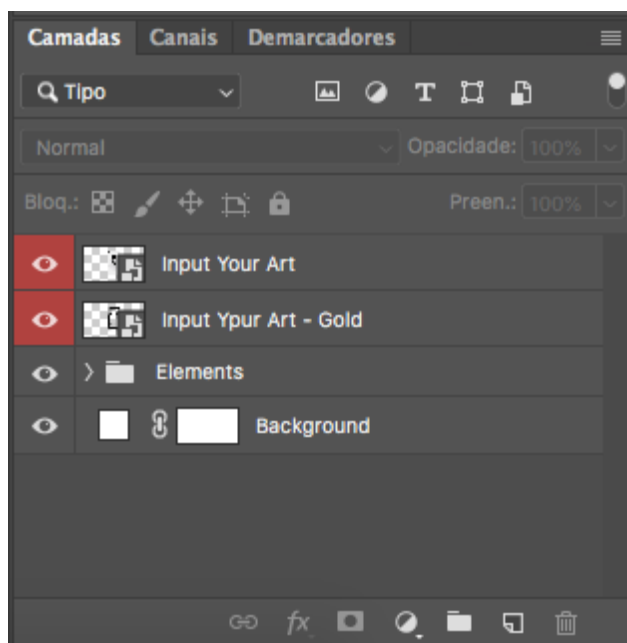 Camadas Canais Demarcadores
Tipo T
Normal Opacidade: 100%
Bloq.: Preen.: 100%
Input Your Art
Input Ypur Art - Gold
Elements
Background
fx